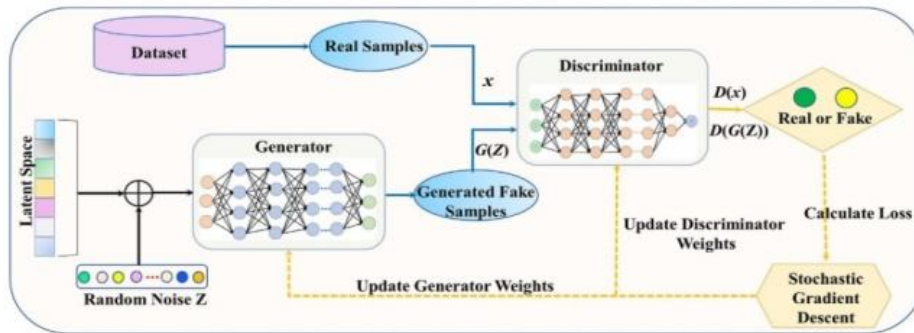 Dataset
Real Samples
x
Discriminator
D(x)
D(G(Z))
Real or Fake
Latent Space
Generator
G(Z)
Generated Fake
Samples
Random Noise Z
Update Discriminator
Weights
Calculate Loss
Update Generator Weights
Stochastic
Gradient
Descent